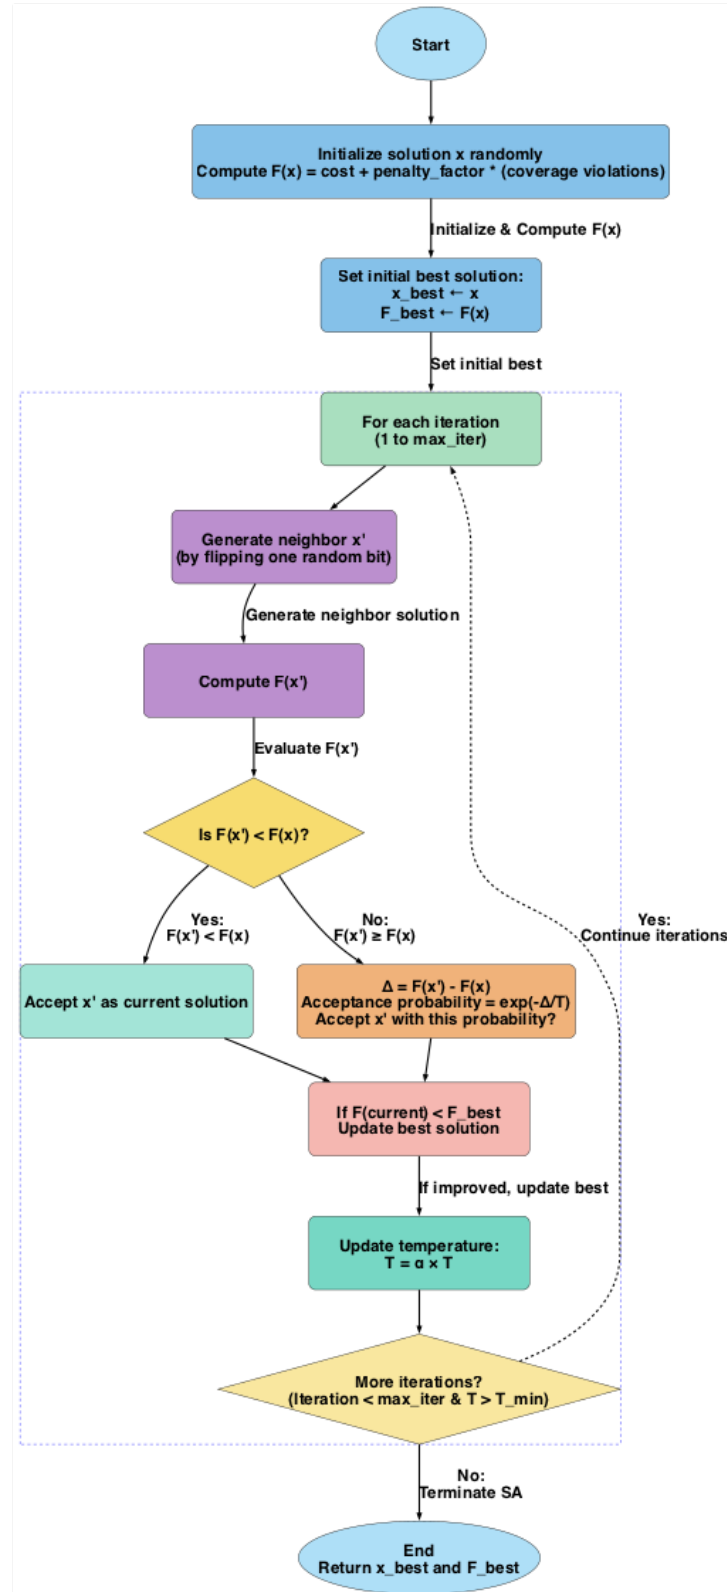 Start
Initialize solution x randomly
Compute F(x) = cost + penalty_factor * (coverage violations)
Initialize & Compute F(x)
Set initial best solution:
x_best ← x
F_best ← F(x)
Set initial best
For each iteration
(1 to max_iter)
Generate neighbor x'
(by flipping one random bit)
Generate neighbor solution
Compute F(x')
Evaluate F(x')
Is F(x') < F(x)?
Yes:
F(x') < F(x)
No:
F(x') ≥ F(x)
Yes:
Continue iterations
Accept x' as current solution
Δ = F(x') - F(x)
Acceptance probability = exp(-Δ/T)
Accept x' with this probability?
If F(current) < F_best
Update best solution
If improved, update best
Update temperature:
T = α × T
More iterations?
(Iteration < max_iter & T > T_min)
No:
Terminate SA
End
Return x_best and F_best